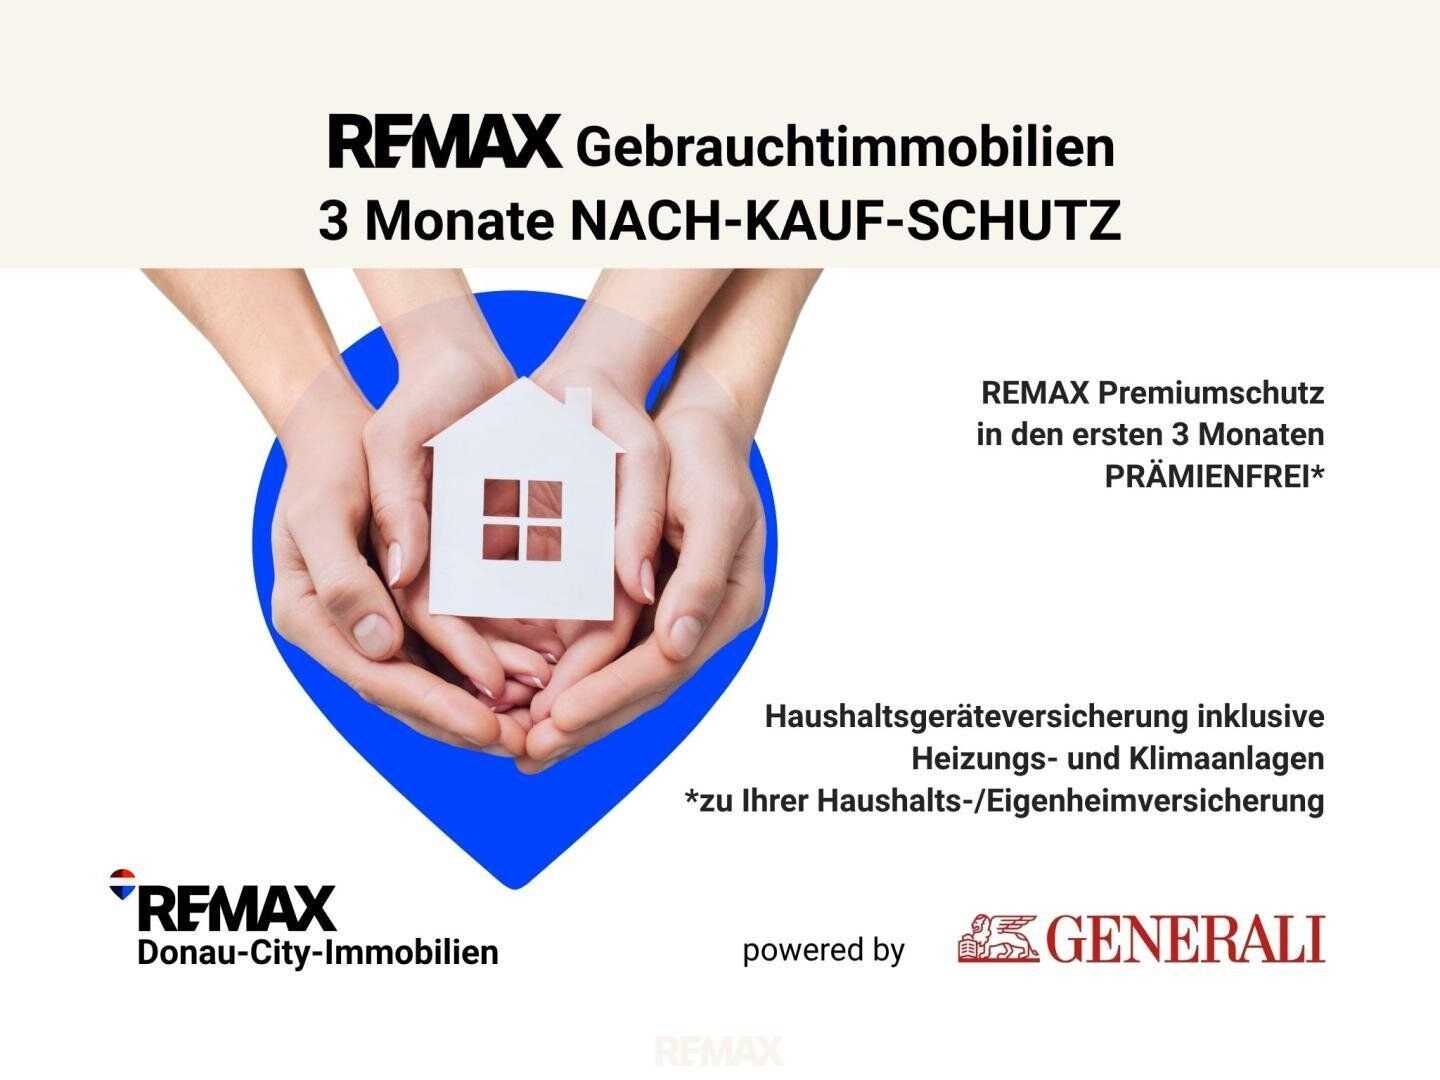 REMAX Gebrauchtimmobilien
3 Monate NACH-KAUF-SCHUTZ
REMAX Premiumschutz
in den ersten 3 Monaten
PRÄMIENFREI*
Haushaltsgeräteversicherung inklusive
Heizungs- und Klimaanlagen
*zu Ihrer Haushalts-/Eigenheimversicherung
REMAX
Donau-City-Immobilien
powered by GENERALI
REMAX